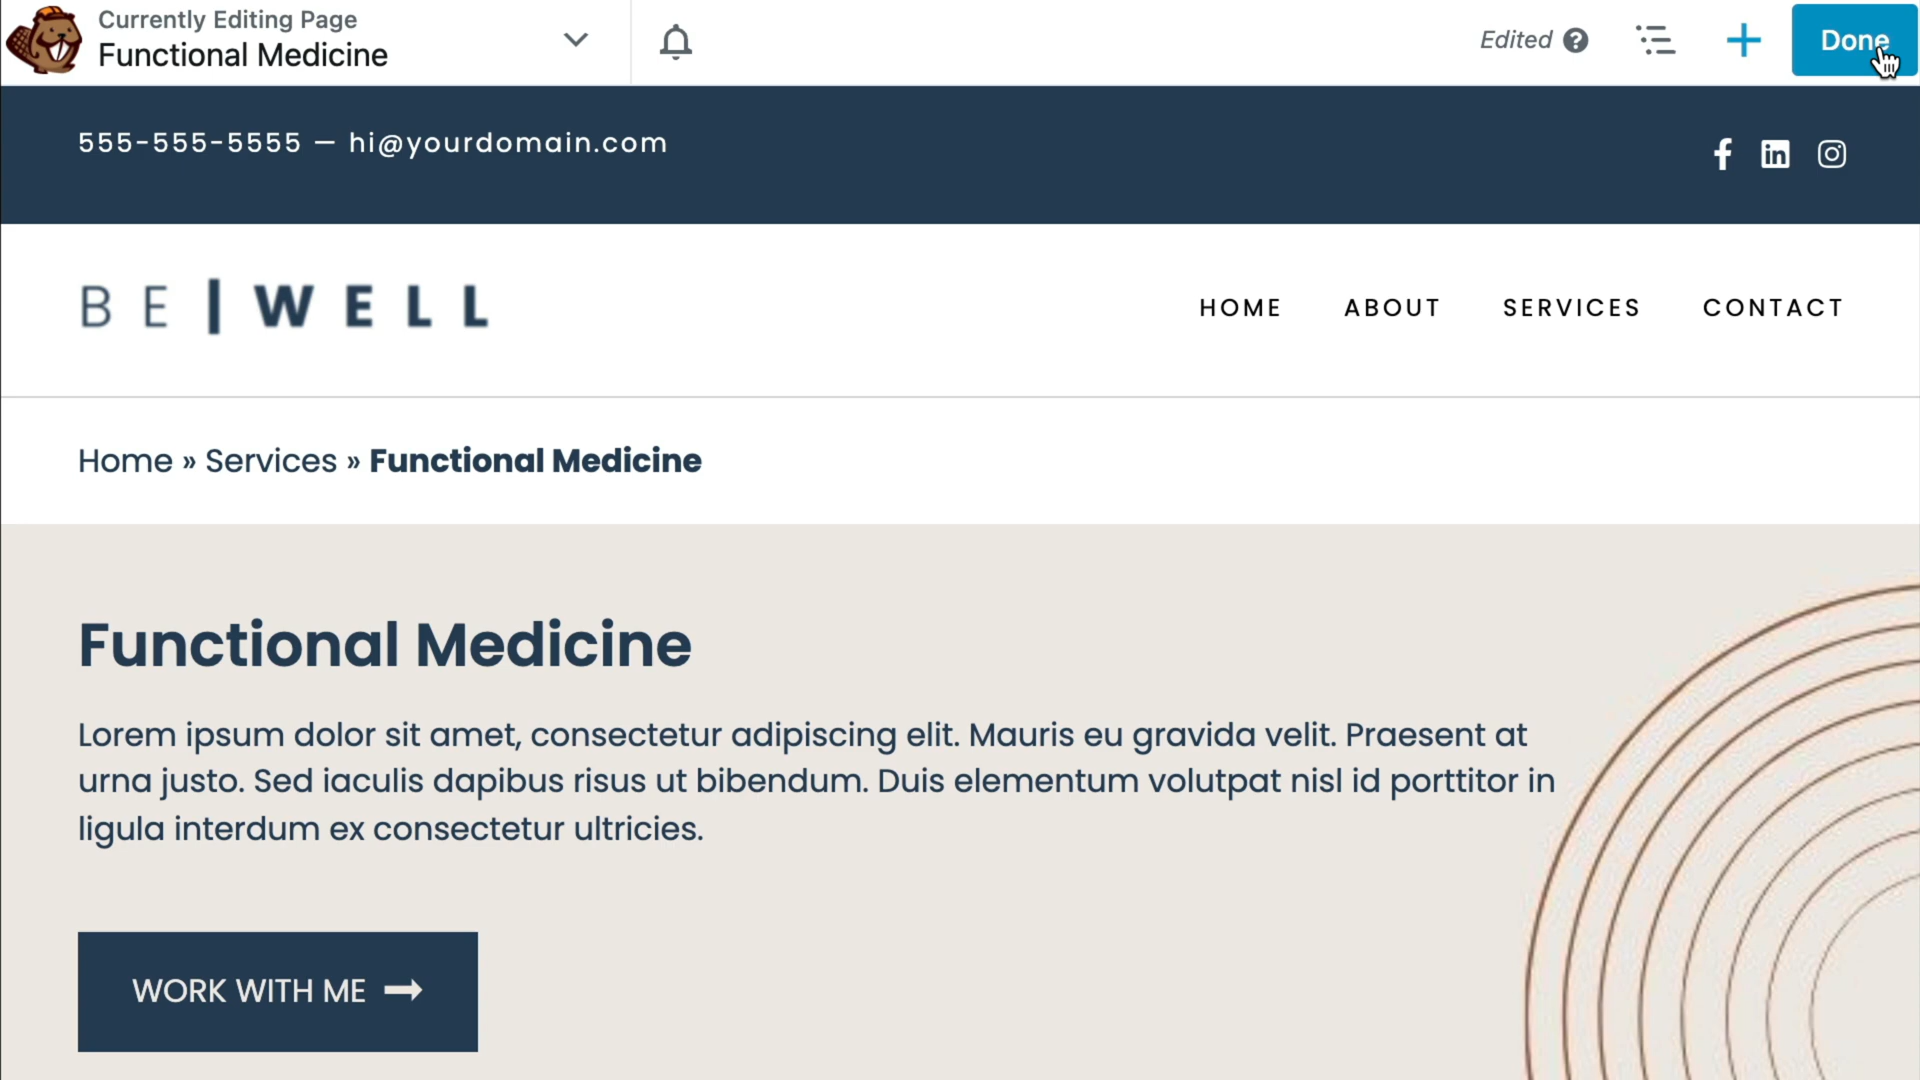 Currently Editing Page
Functional Medicine
Edited ?
Done
555-555-5555 — hi@yourdomain.com
BE | WELL
HOME ABOUT SERVICES CONTACT
Home » Services » Functional Medicine
Functional Medicine
Lorem ipsum dolor sit amet, consectetur adipiscing elit. Mauris eu gravida velit. Praesent at
urna justo. Sed iaculis dapibus risus ut bibendum. Duis elementum volutpat nisl id porttitor in
ligula interdum ex consectetur ultricies.
WORK WITH ME